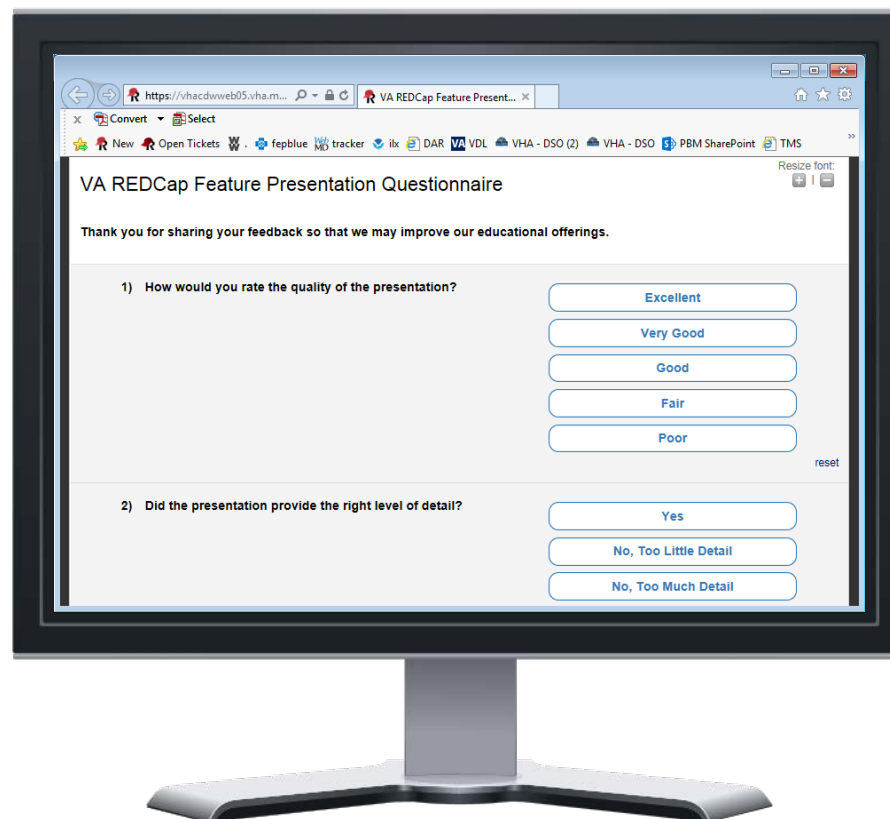 https://vhacdwweb05.vha.m...
VA REDCap Feature Present...
x Convert Select
New Open Tickets W . fepblue tracker ilx DAR VA VDL VHA - DSO (2) VHA - DSO PBM SharePoint TMS »
Resize font:
+ | −
VA REDCap Feature Presentation Questionnaire
Thank you for sharing your feedback so that we may improve our educational offerings.
1) How would you rate the quality of the presentation?
Excellent
Very Good
Good
Fair
Poor
reset
2) Did the presentation provide the right level of detail?
Yes
No, Too Little Detail
No, Too Much Detail